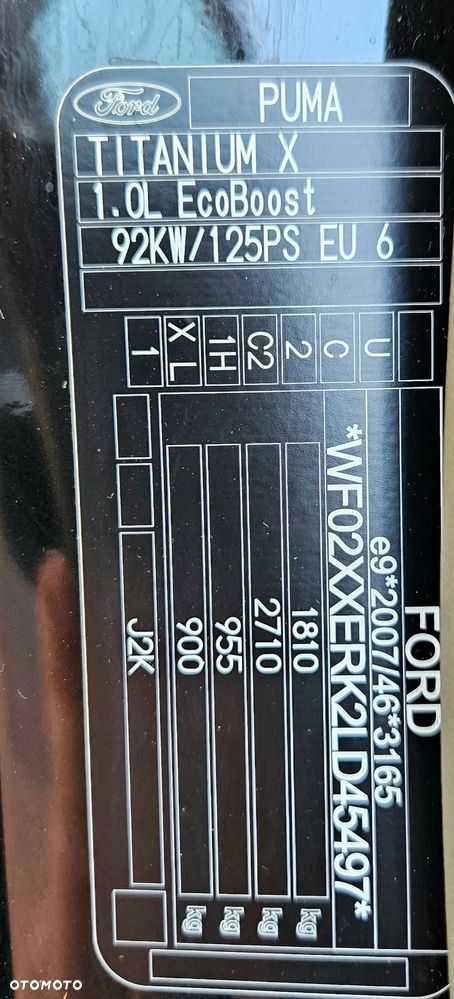 Ford PUMA
TITANIUM X
1.0L EcoBoost
92KW/125PS EU 6
FORD
e9*2007/46*3165
*WF02XXERK2LD45497*
1810 kg
2710 kg
955 kg
900 kg
U
C
2
C2
1H
X L
1
J2K
OTOMOTO